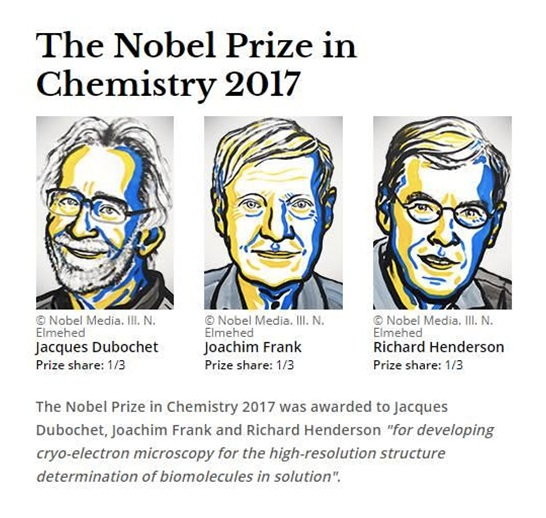 The Nobel Prize in
Chemistry 2017
© Nobel Media. Ill. N.
Elmehed
Jacques Dubochet
Prize share: 1/3
© Nobel Media. Ill. N.
Elmehed
Joachim Frank
Prize share: 1/3
© Nobel Media. Ill. N.
Elmehed
Richard Henderson
Prize share: 1/3
The Nobel Prize in Chemistry 2017 was awarded to Jacques
Dubochet, Joachim Frank and Richard Henderson "for developing
cryo-electron microscopy for the high-resolution structure
determination of biomolecules in solution".